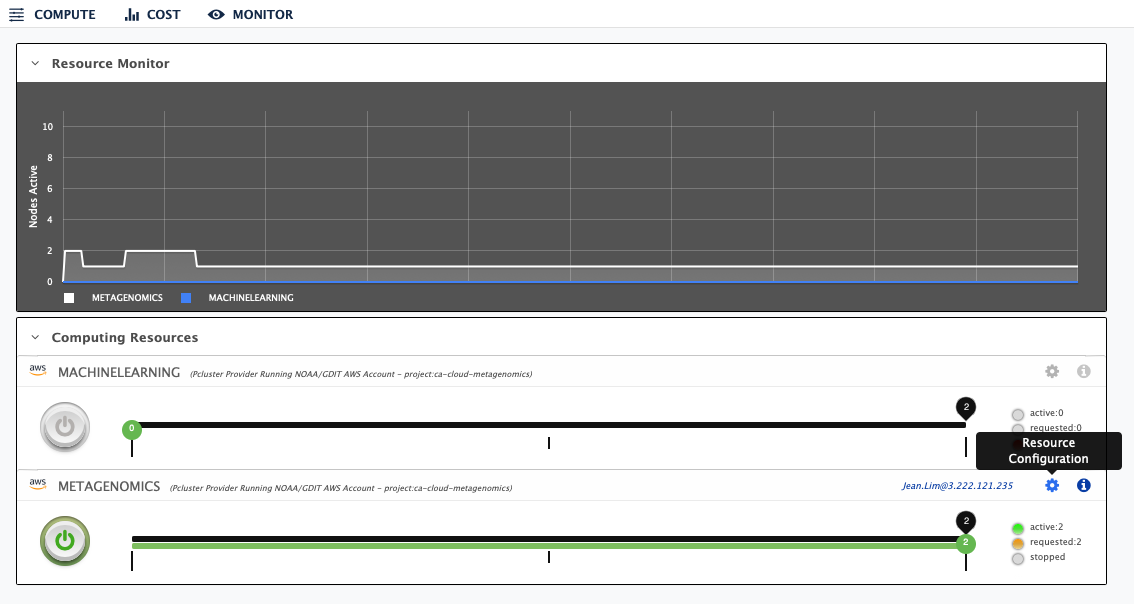 COMPUTE COST MONITOR
Resource Monitor
Nodes Active
10
8
6
4
2
0
METAGENOMICS MACHINELEARNING
Computing Resources
aws MACHINELEARNING (Pcluster Provider Running NOAA/GDIT AWS Account - project:ca-cloud-metagenomics)
0
2
active:0
requested:0
Resource
Configuration
aws METAGENOMICS (Pcluster Provider Running NOAA/GDIT AWS Account - project:ca-cloud-metagenomics) Jean.Lim@3.222.121.235
2
2
active:2
requested:2
stopped